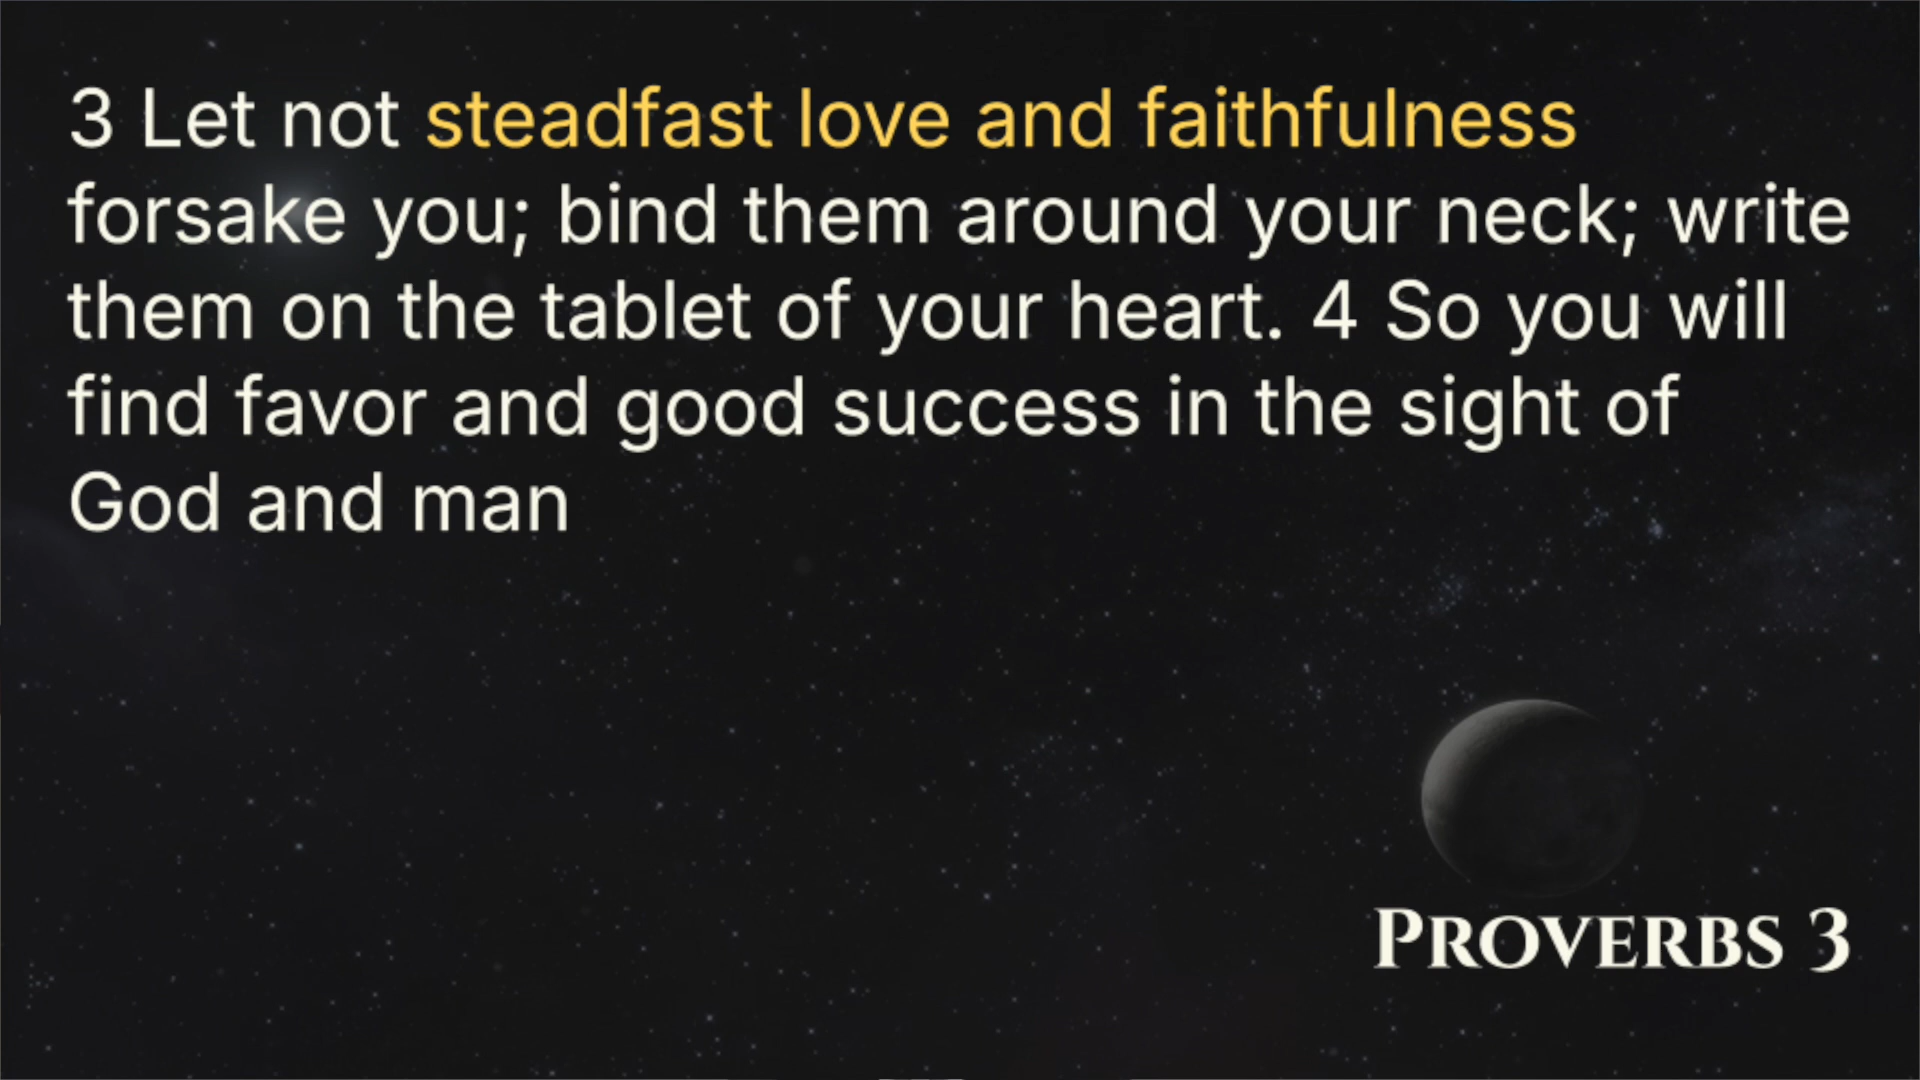 3 Let not steadfast love and faithfulness
forsake you; bind them around your neck; write
them on the tablet of your heart. 4 So you will
find favor and good success in the sight of
God and man
PROVERBS 3